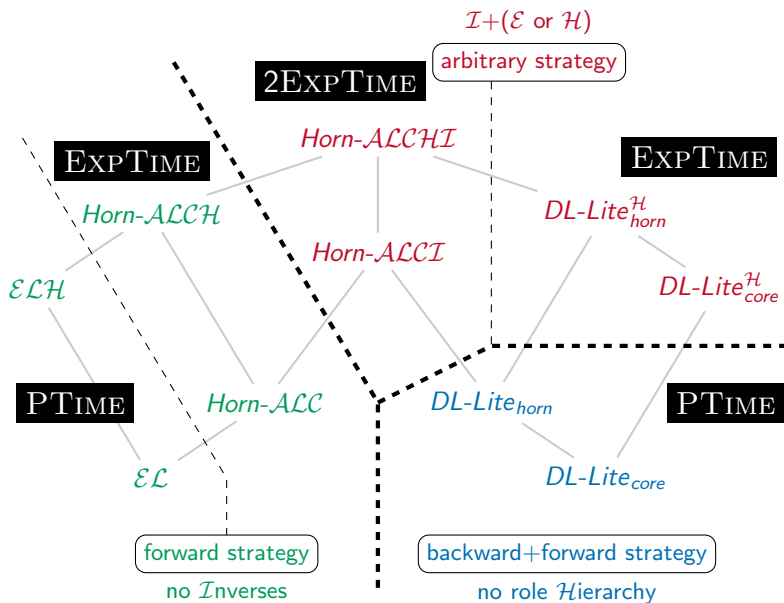 ℐ+(ℰ or ℋ)
arbitrary strategy
2EXPTIME
EXPTIME
Horn-𝒜ℒ𝒞ℋℐ
EXPTIME
Horn-𝒜ℒ𝒞ℋ
DL-Lite^ℋ_horn
Horn-𝒜ℒ𝒞ℐ
ℰℒℋ
DL-Lite^ℋ_core
PTIME
Horn-𝒜ℒ𝒞
DL-Lite_horn
PTIME
ℰℒ
DL-Lite_core
forward strategy
backward+forward strategy
no ℐnverses
no role ℋierarchy